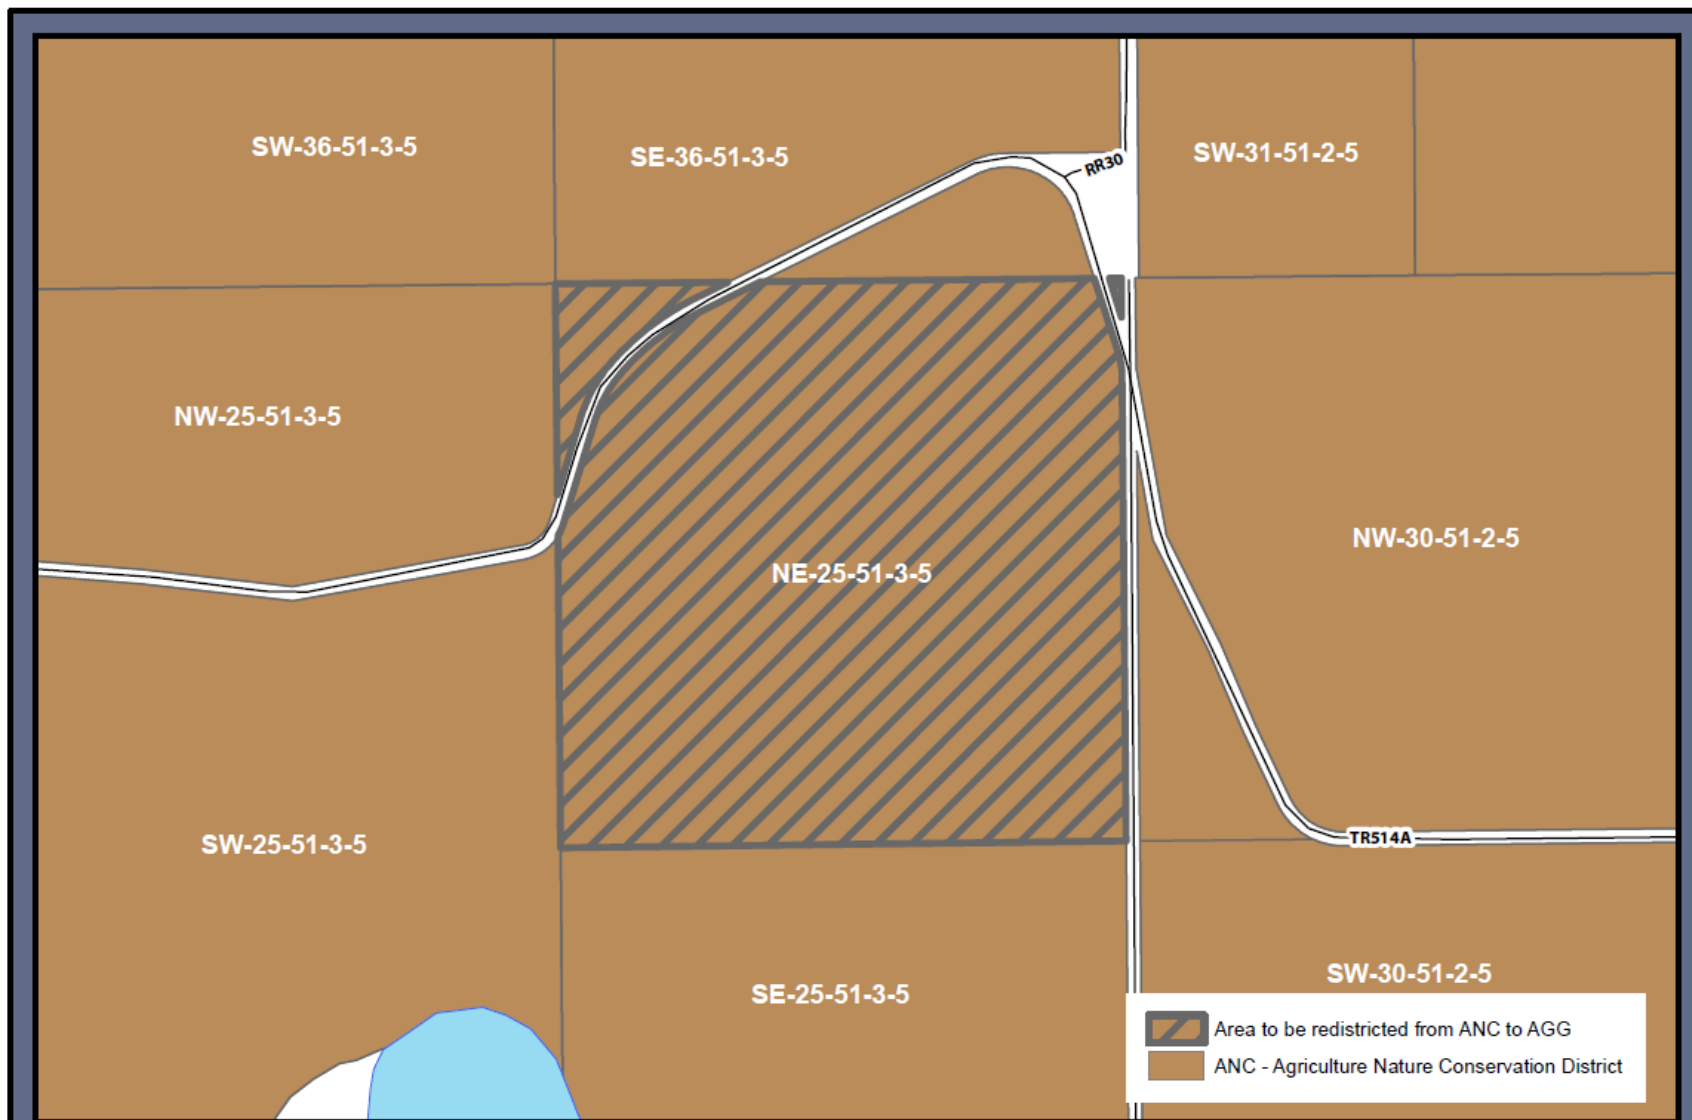 SW-36-51-3-5
SE-36-51-3-5
SW-31-51-2-5
RR30
NW-25-51-3-5
NW-30-51-2-5
NE-25-51-3-5
TR514A
SW-25-51-3-5
SE-25-51-3-5
SW-30-51-2-5
Area to be redistricted from ANC to AGG
ANC - Agriculture Nature Conservation District